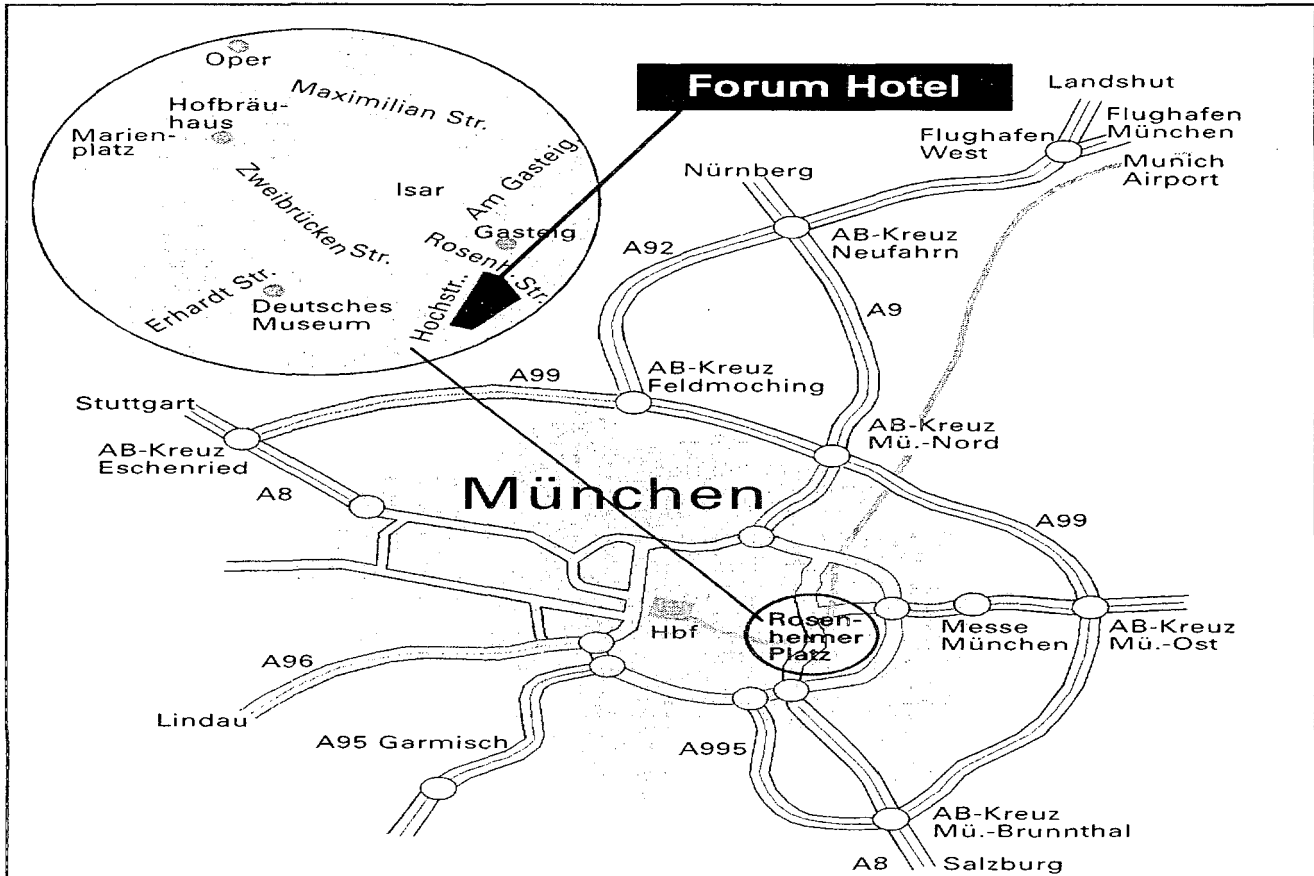 Oper
Maximilian Str.
Hofbräu-
haus
Marien-
platz
Zweibrücken Str.
Isar
Am Gasteig.
Gasteig
Rosenh. Str.
Hochstr..
Erhardt Str.
Deutsches
Museum
Forum Hotel
Landshut
Flughafen
München
Flughafen
West
Munich
Airport
Nürnberg
AB-Kreuz
Neufahrn
A92
A9
AB-Kreuz
Feldmoching
A99
Stuttgart
AB-Kreuz
Eschenried
A8
AB-Kreuz
Mü.-Nord
München
A99
Hbf
Rosen-
heimer
Platz
Messe
München
AB-Kreuz
Mü.-Ost
A96
Lindau
A95 Garmisch
A995
AB-Kreuz
Mü.-Brunnthal
A8
Salzburg